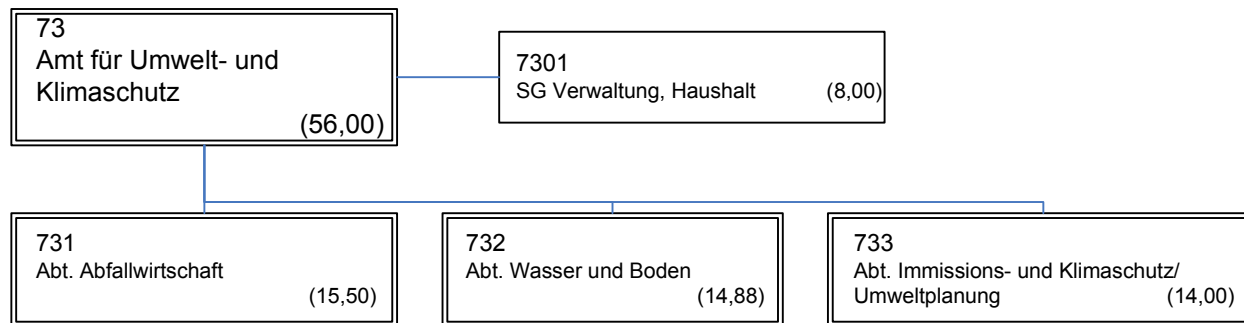 73
Amt für Umwelt- und
Klimaschutz
(56,00)
7301
SG Verwaltung, Haushalt (8,00)
731
Abt. Abfallwirtschaft
(15,50)
732
Abt. Wasser und Boden
(14,88)
733
Abt. Immissions- und Klimaschutz/
Umweltplanung (14,00)